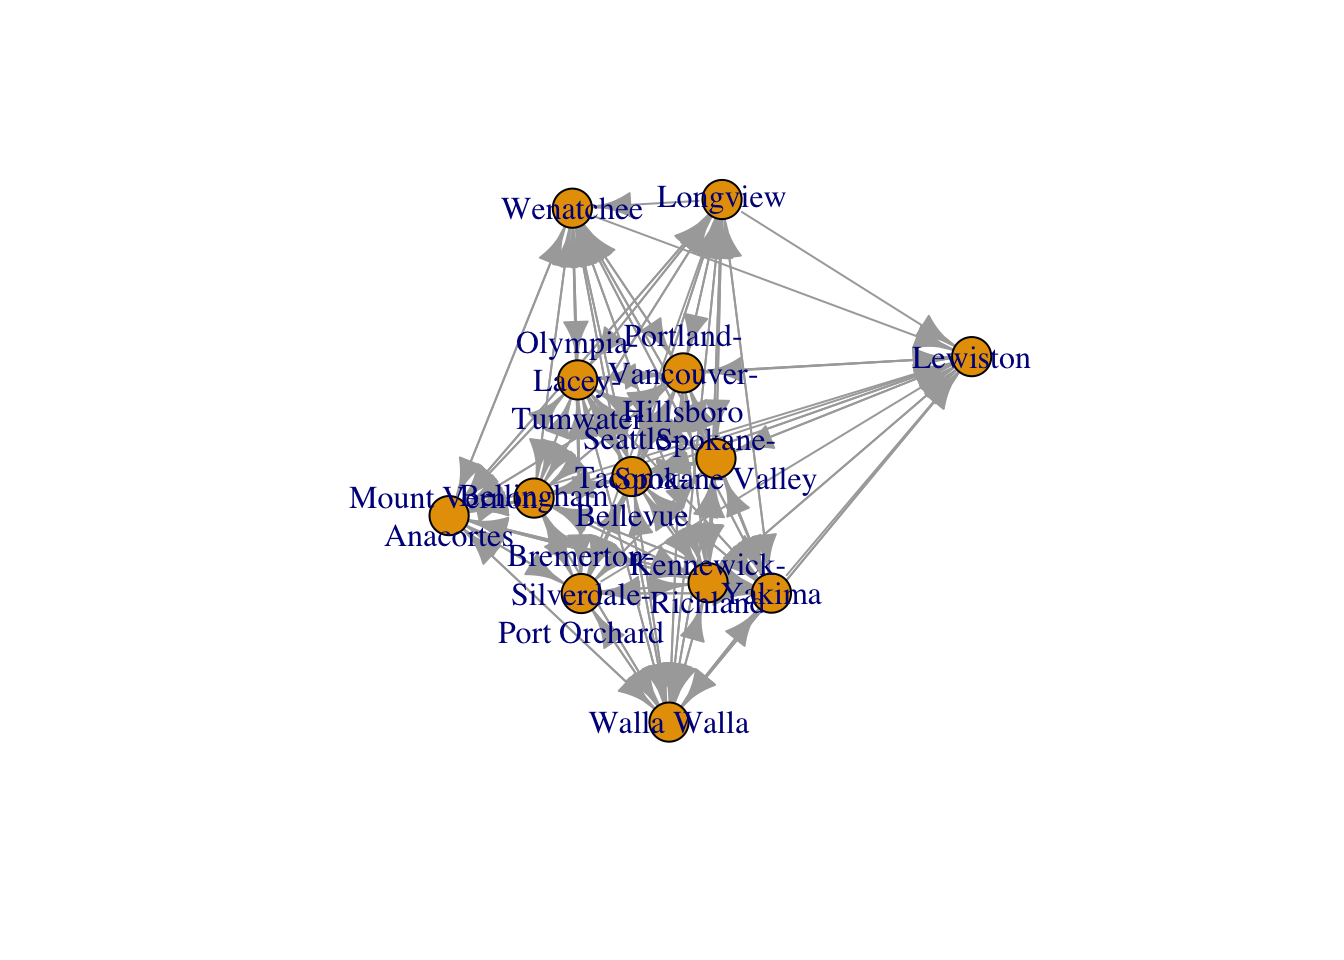 Wenatchee
Longview
Olympia-
Lacey-
Tumwater
Portland-
Vancouver-
Hillsboro
Lewiston
Seattle-
Tacoma-
Bellevue
Spokane-
Spokane Valley
Mount Vernon-
Anacortes
Bellingham
Bremerton-
Silverdale-
Port Orchard
Kennewick-
Richland
Yakima
Walla Walla